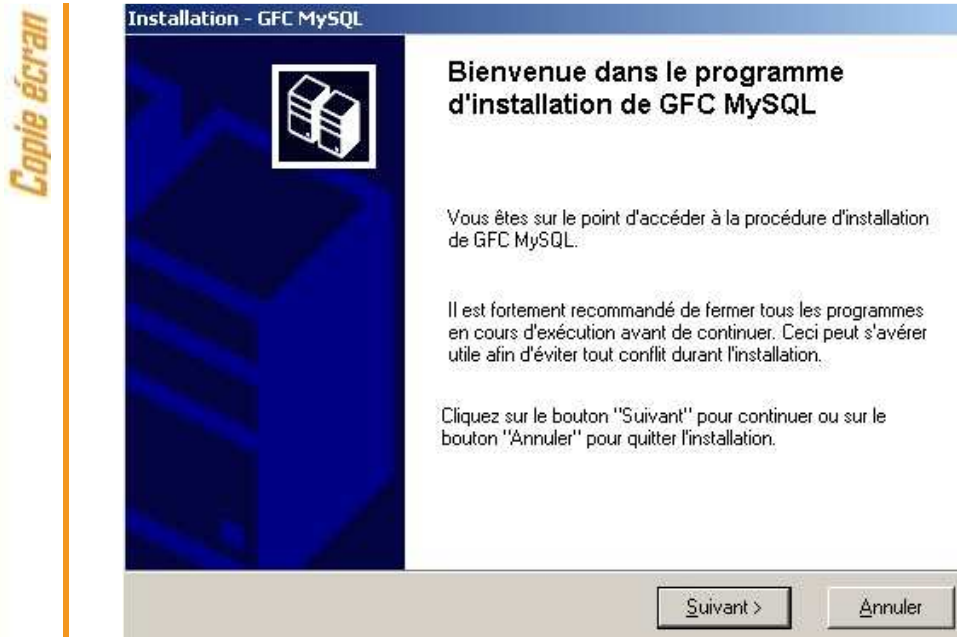 Copie écran
Installation - GFC MySQL
Bienvenue dans le programme
d'installation de GFC MySQL
Vous êtes sur le point d'accéder à la procédure d'installation
de GFC MySQL.
Il est fortement recommandé de fermer tous les programmes
en cours d'exécution avant de continuer. Ceci peut s'avérer
utile afin d'éviter tout conflit durant l'installation.
Cliquez sur le bouton "Suivant" pour continuer ou sur le
bouton "Annuler" pour quitter l'installation.
Suivant >
Annuler